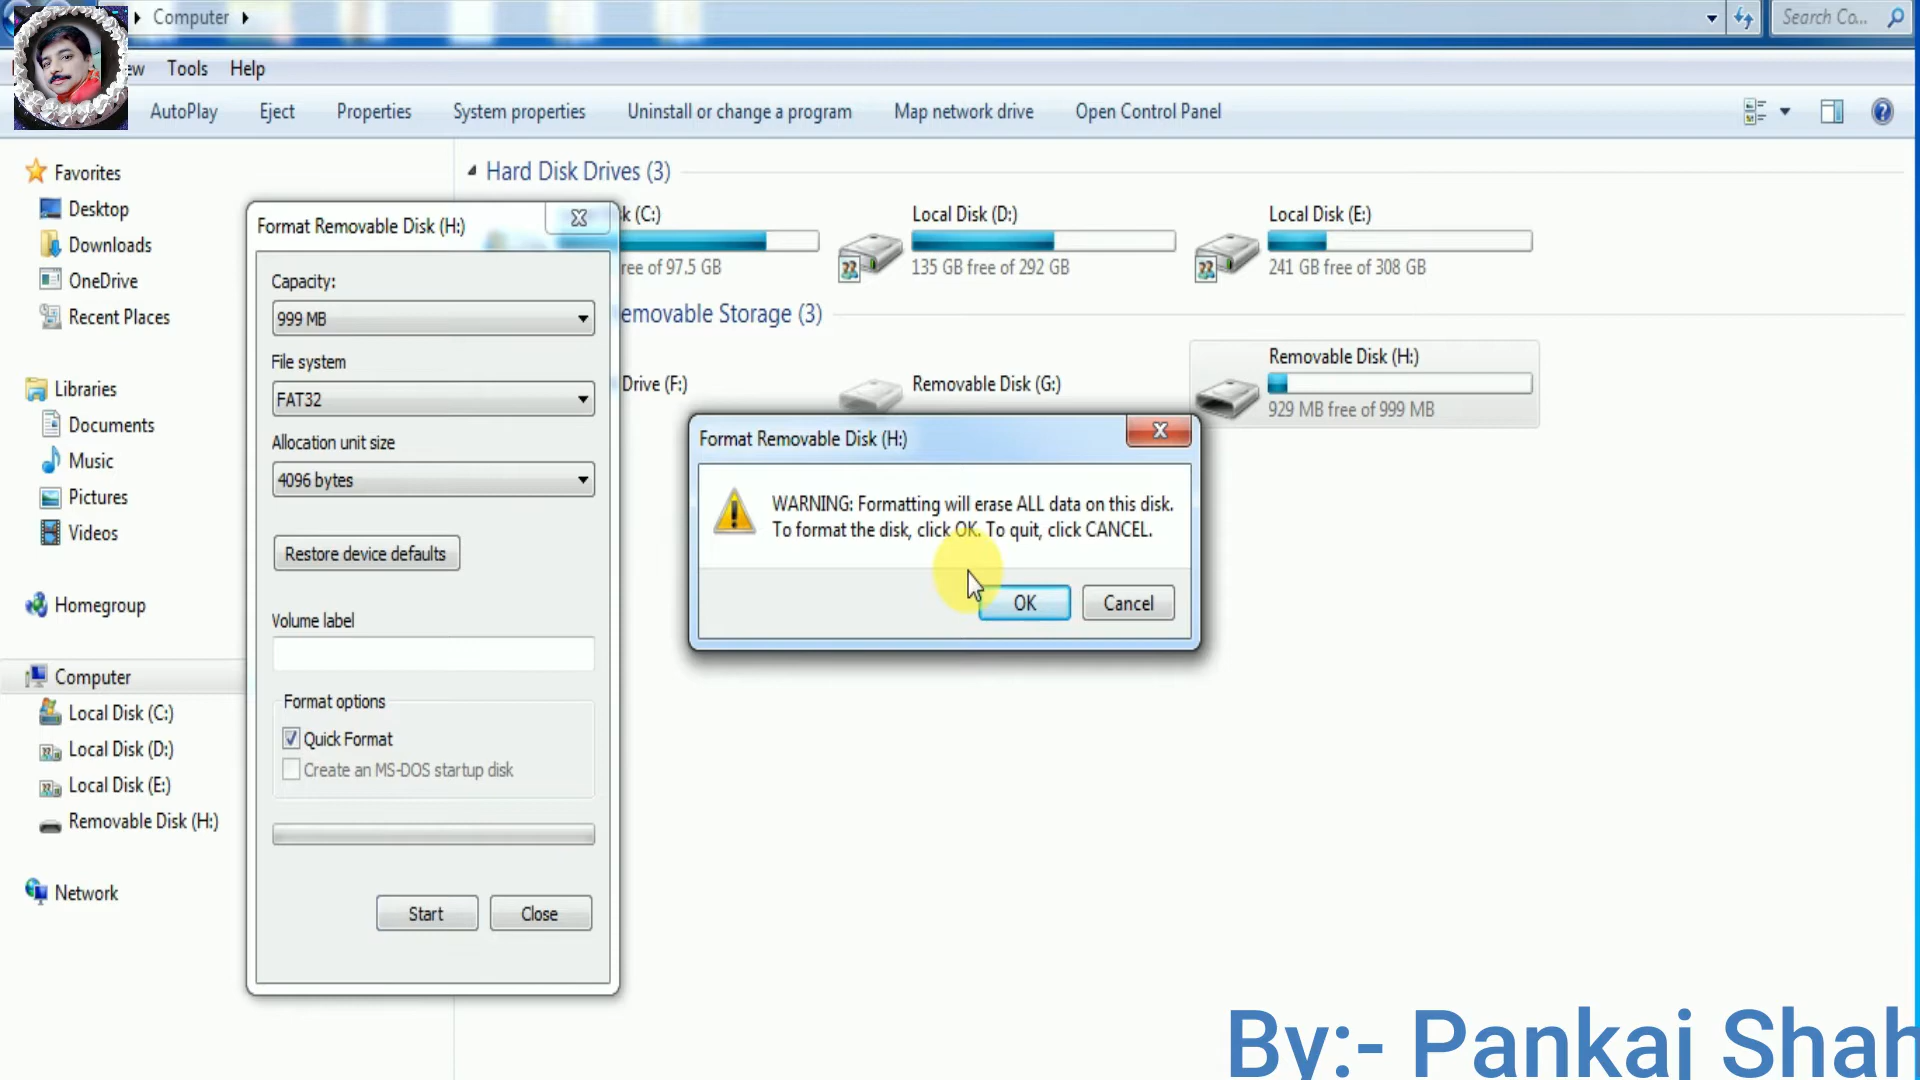 Computer
Search Co...
ew Tools Help
AutoPlay Eject Properties System properties Uninstall or change a program Map network drive Open Control Panel
Favorites
Desktop
Downloads
OneDrive
Recent Places
Libraries
Documents
Music
Pictures
Videos
Homegroup
Computer
Local Disk (C:)
Local Disk (D:)
Local Disk (E:)
Removable Disk (H:)
Network
Hard Disk Drives (3)
k (C:)
ree of 97.5 GB
Local Disk (D:)
135 GB free of 292 GB
Local Disk (E:)
241 GB free of 308 GB
emovable Storage (3)
Drive (F:)
Removable Disk (G:)
Removable Disk (H:)
929 MB free of 999 MB
Format Removable Disk (H:)
Capacity:
999 MB
File system
FAT32
Allocation unit size
4096 bytes
Restore device defaults
Volume label
Format options
Quick Format
Create an MS-DOS startup disk
Start Close
Format Removable Disk (H:)
WARNING: Formatting will erase ALL data on this disk.
To format the disk, click OK. To quit, click CANCEL.
OK Cancel
By:- Pankaj Shah